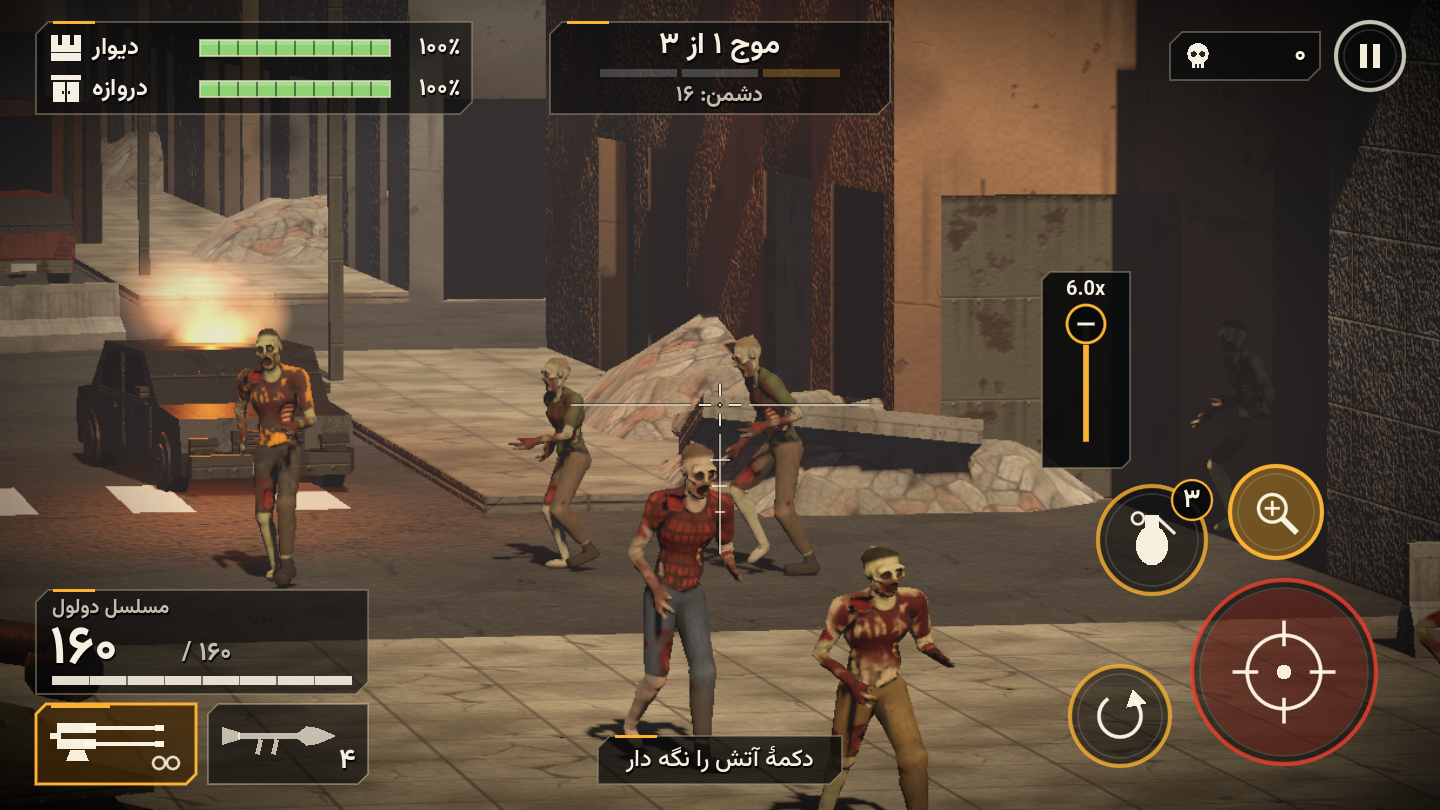 دیوار ۱۰۰٪
دروازه ۱۰۰٪
موج ۱ از ۳
دشمن: ۱۶
۰
6.0x
۳
مسلسل دولول
۱۶۰ / ۱۶۰
∞
۴
دکمهٔ آتش را نگه دار